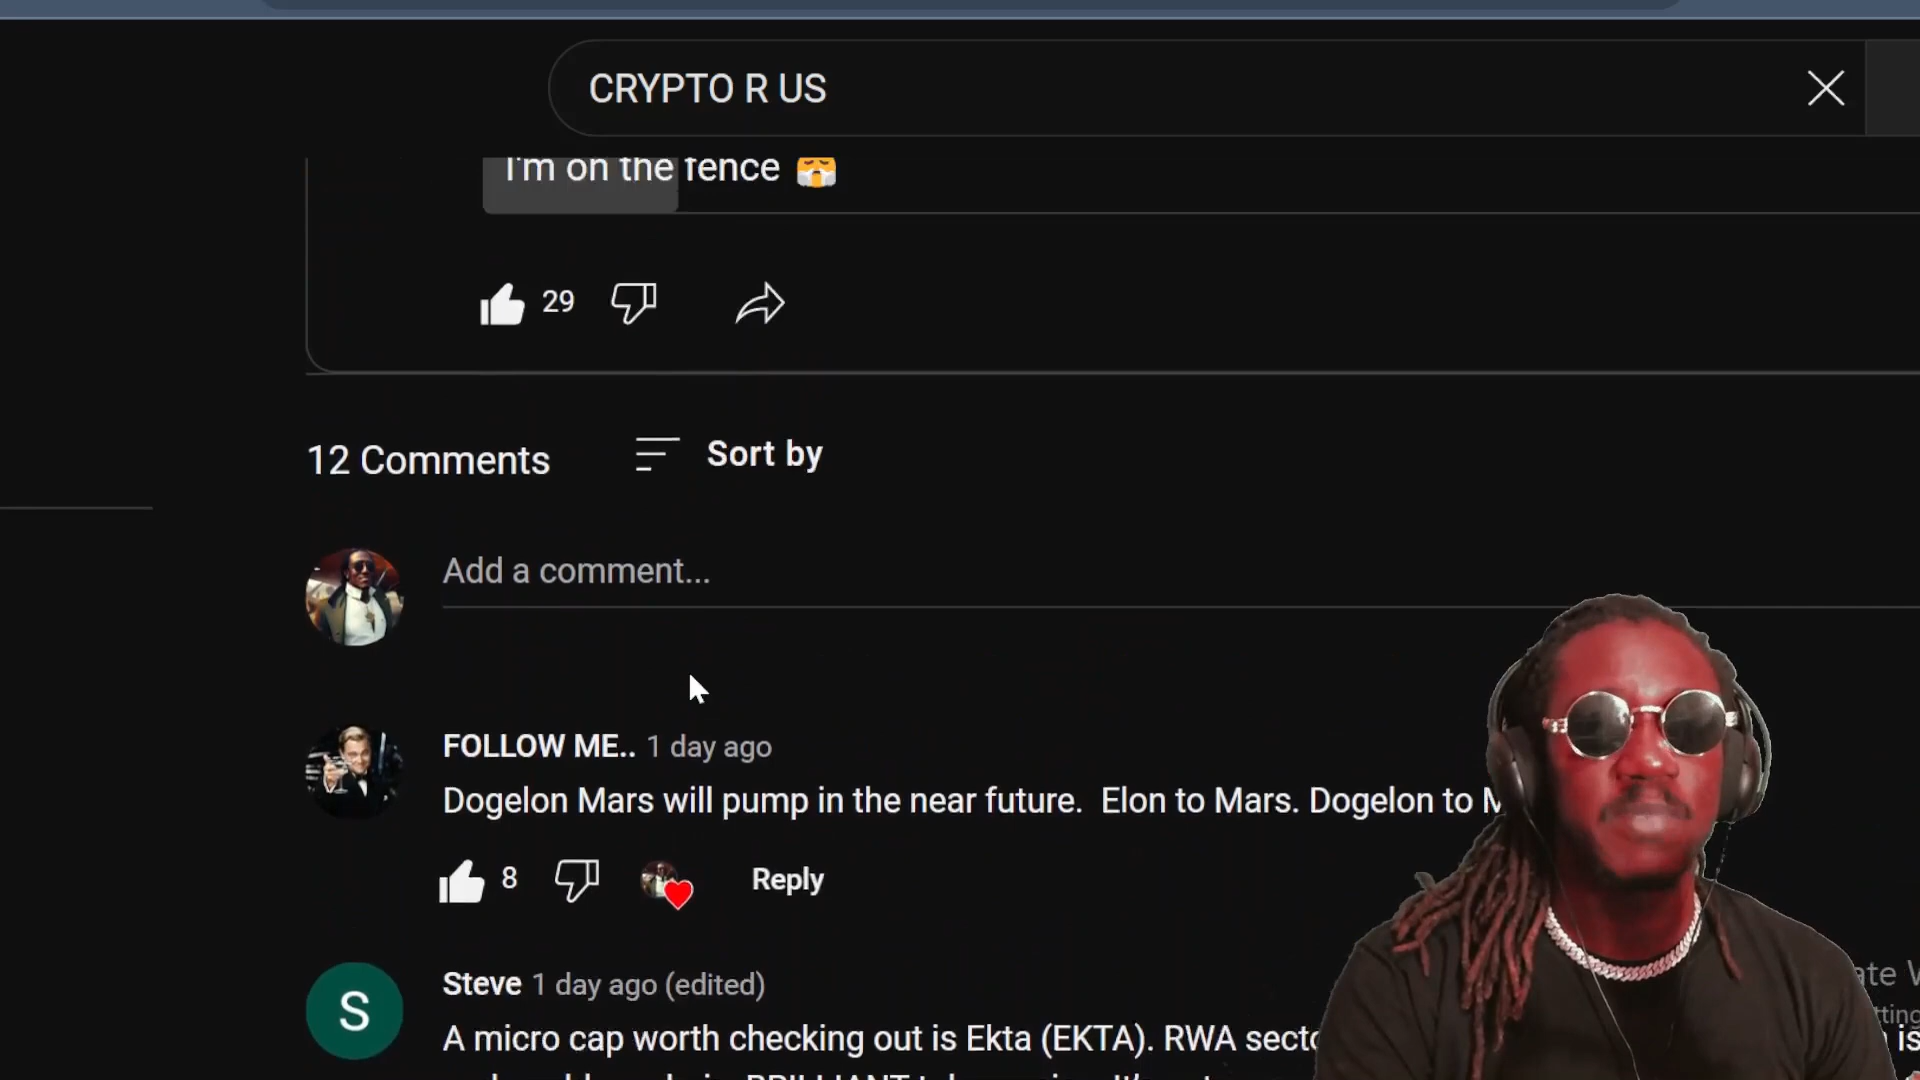 CRYPTO R US
I'm on the fence 😤
29
12 Comments
Sort by
Add a comment...
FOLLOW ME.. 1 day ago
Dogelon Mars will pump in the near future. Elon to Mars. Dogelon to
8
Reply
S
Steve 1 day ago (edited)
A micro cap worth checking out is Ekta (EKTA). RWA
is